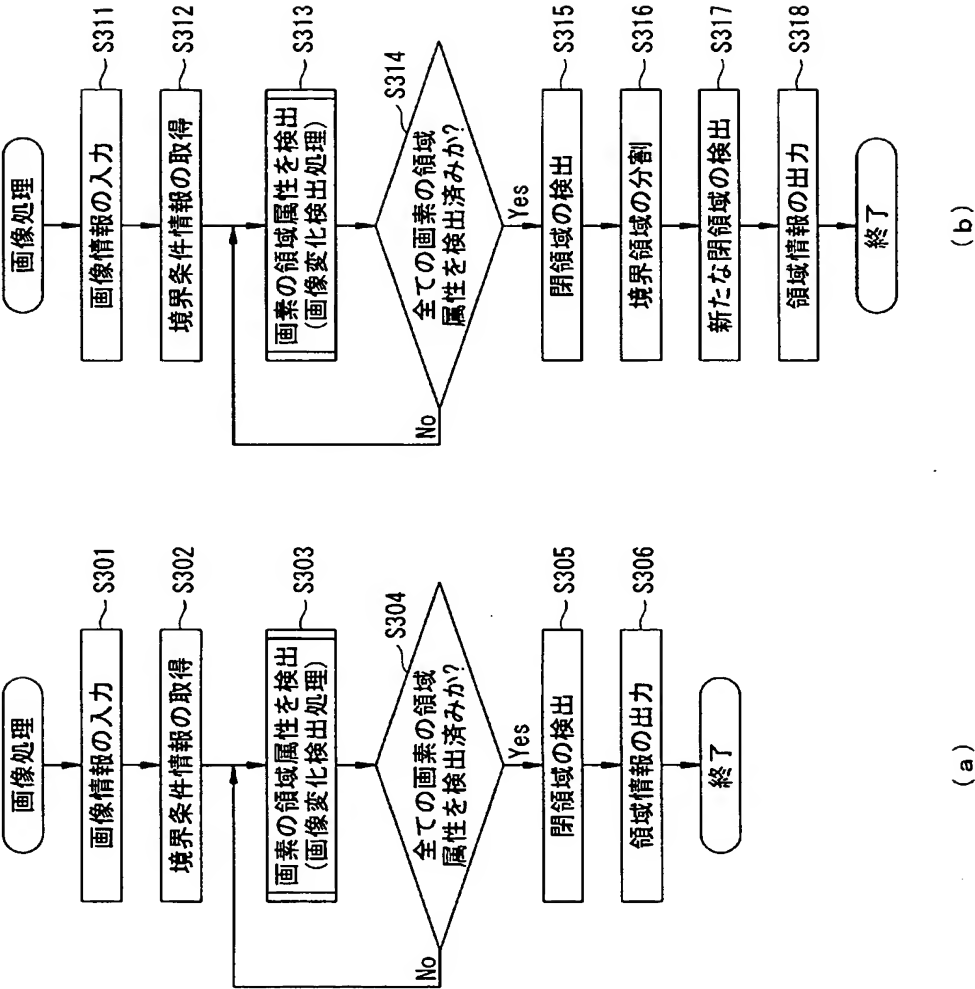 画像処理
画像情報の入力
S301
境界条件情報の取得
S302
画素の領域属性を検出
(画像変化検出処理)
S303
全ての画素の領域
属性を検出済みか?
S304
No
Yes
閉領域の検出
S305
領域情報の出力
S306
終了
(a)
画像処理
画像情報の入力
S311
境界条件情報の取得
S312
画素の領域属性を検出
(画像変化検出処理)
S313
全ての画素の領域
属性を検出済みか?
S314
No
Yes
閉領域の検出
S315
境界領域の分割
S316
新たな閉領域の検出
S317
領域情報の出力
S318
終了
(b)